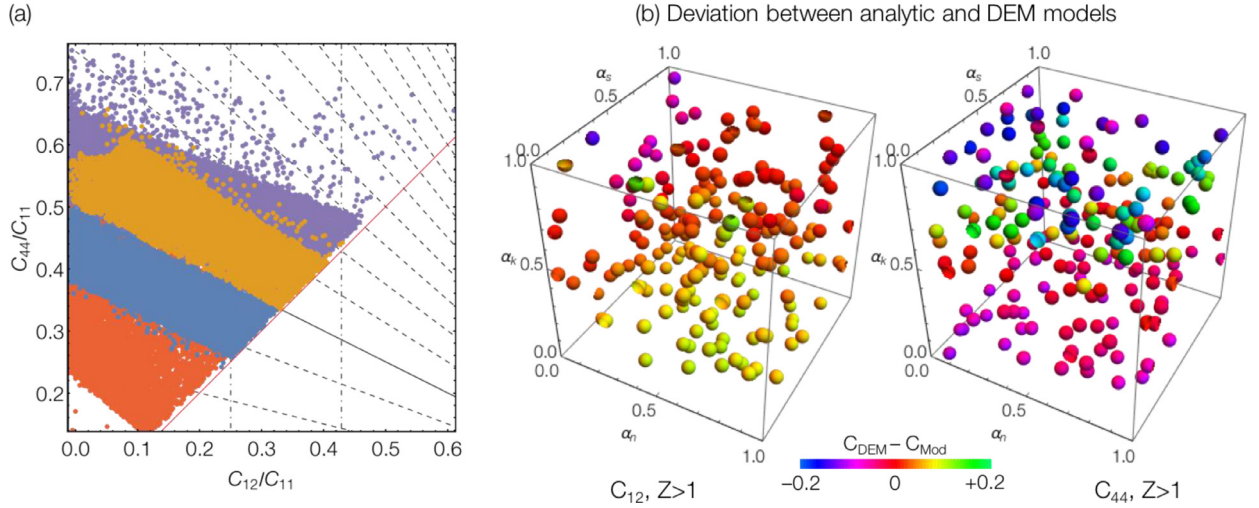 (a)
(b) Deviation between analytic and DEM models
0.7
0.6
0.5
0.4
0.3
0.2
C44/C11
0.0 0.1 0.2 0.3 0.4 0.5 0.6
C12/C11
1.0
αs
0.5
1.0
αk
0.5
0.0
0.0
0.5
αn
1.0
1.0
αs
0.5
1.0
αk
0.5
0.0
0.0
0.5
αn
1.0
CDEM − CMod
−0.2 0 +0.2
C12, Z>1
C44, Z>1